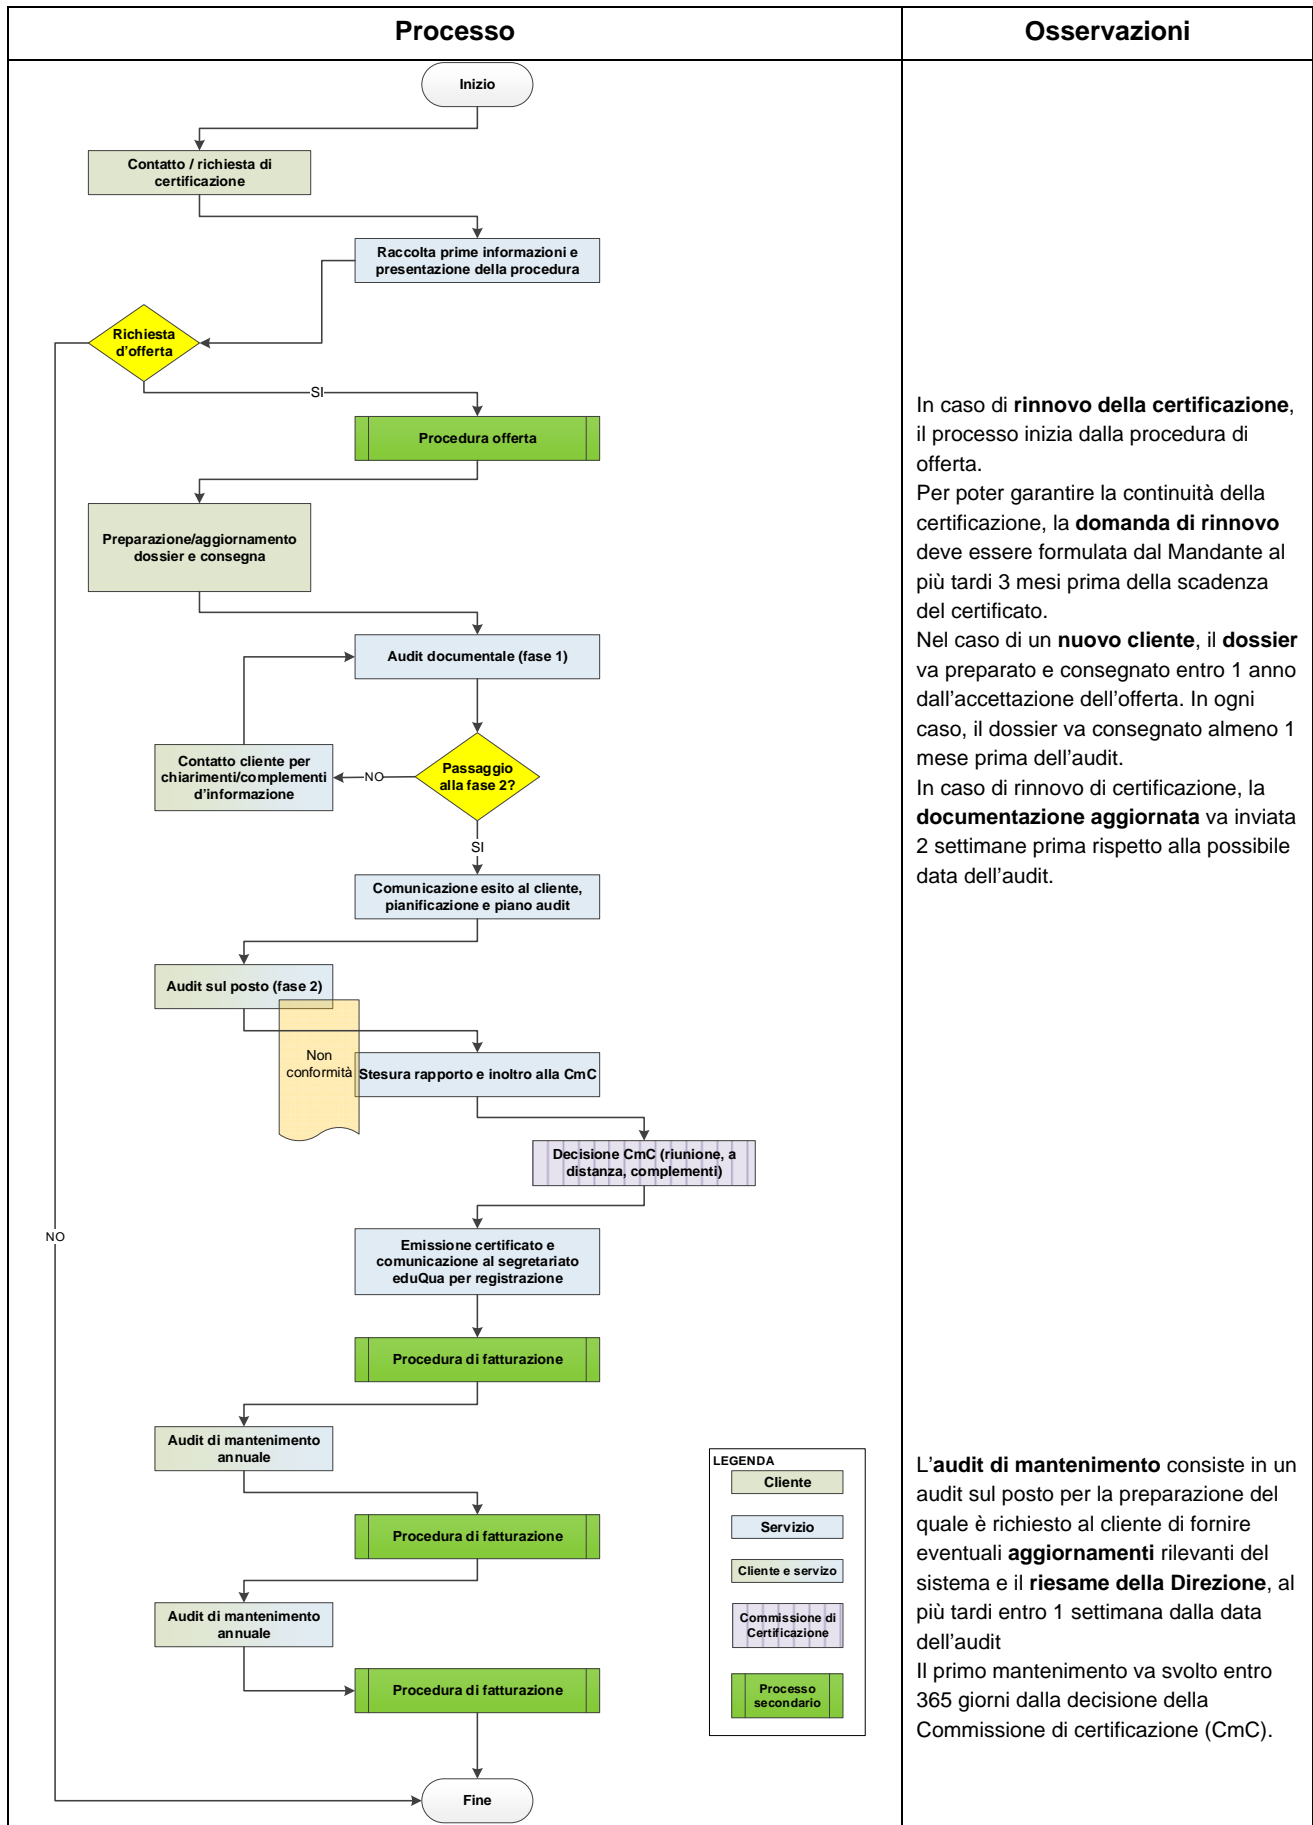 Processo
Osservazioni
Inizio
Contatto / richiesta di
certificazione
Raccolta prime informazioni e
presentazione della procedura
Richiesta
d'offerta
SI
Procedura offerta
Preparazione/aggiornamento
dossier e consegna
Audit documentale (fase 1)
Contatto cliente per
chiarimenti/complementi
d'informazione
NO
Passaggio
alla fase 2?
SI
Comunicazione esito al cliente,
pianificazione e piano audit
Audit sul posto (fase 2)
Non
conformità
Stesura rapporto e inoltro alla CmC
Decisione CmC (riunione, a
distanza, complementi)
NO
Emissione certificato e
comunicazione al segretariato
eduQua per registrazione
Procedura di fatturazione
Audit di mantenimento
annuale
Procedura di fatturazione
Audit di mantenimento
annuale
Procedura di fatturazione
Fine
LEGENDA
Cliente
Servizio
Cliente e servizo
Commissione di
Certificazione
Processo
secondario
In caso di rinnovo della certificazione,
il processo inizia dalla procedura di
offerta.
Per poter garantire la continuità della
certificazione, la domanda di rinnovo
deve essere formulata dal Mandante al
più tardi 3 mesi prima della scadenza
del certificato.
Nel caso di un nuovo cliente, il dossier
va preparato e consegnato entro 1 anno
dall'accettazione dell'offerta. In ogni
caso, il dossier va consegnato almeno 1
mese prima dell'audit.
In caso di rinnovo di certificazione, la
documentazione aggiornata va inviata
2 settimane prima rispetto alla possibile
data dell'audit.
L'audit di mantenimento consiste in un
audit sul posto per la preparazione del
quale è richiesto al cliente di fornire
eventuali aggiornamenti rilevanti del
sistema e il riesame della Direzione, al
più tardi entro 1 settimana dalla data
dell'audit
Il primo mantenimento va svolto entro
365 giorni dalla decisione della
Commissione di certificazione (CmC).